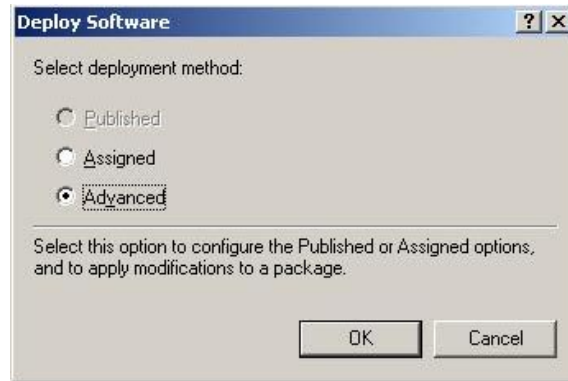 Deploy Software
Select deployment method:
Published
Assigned
Advanced
Select this option to configure the Published or Assigned options,
and to apply modifications to a package.
OK Cancel